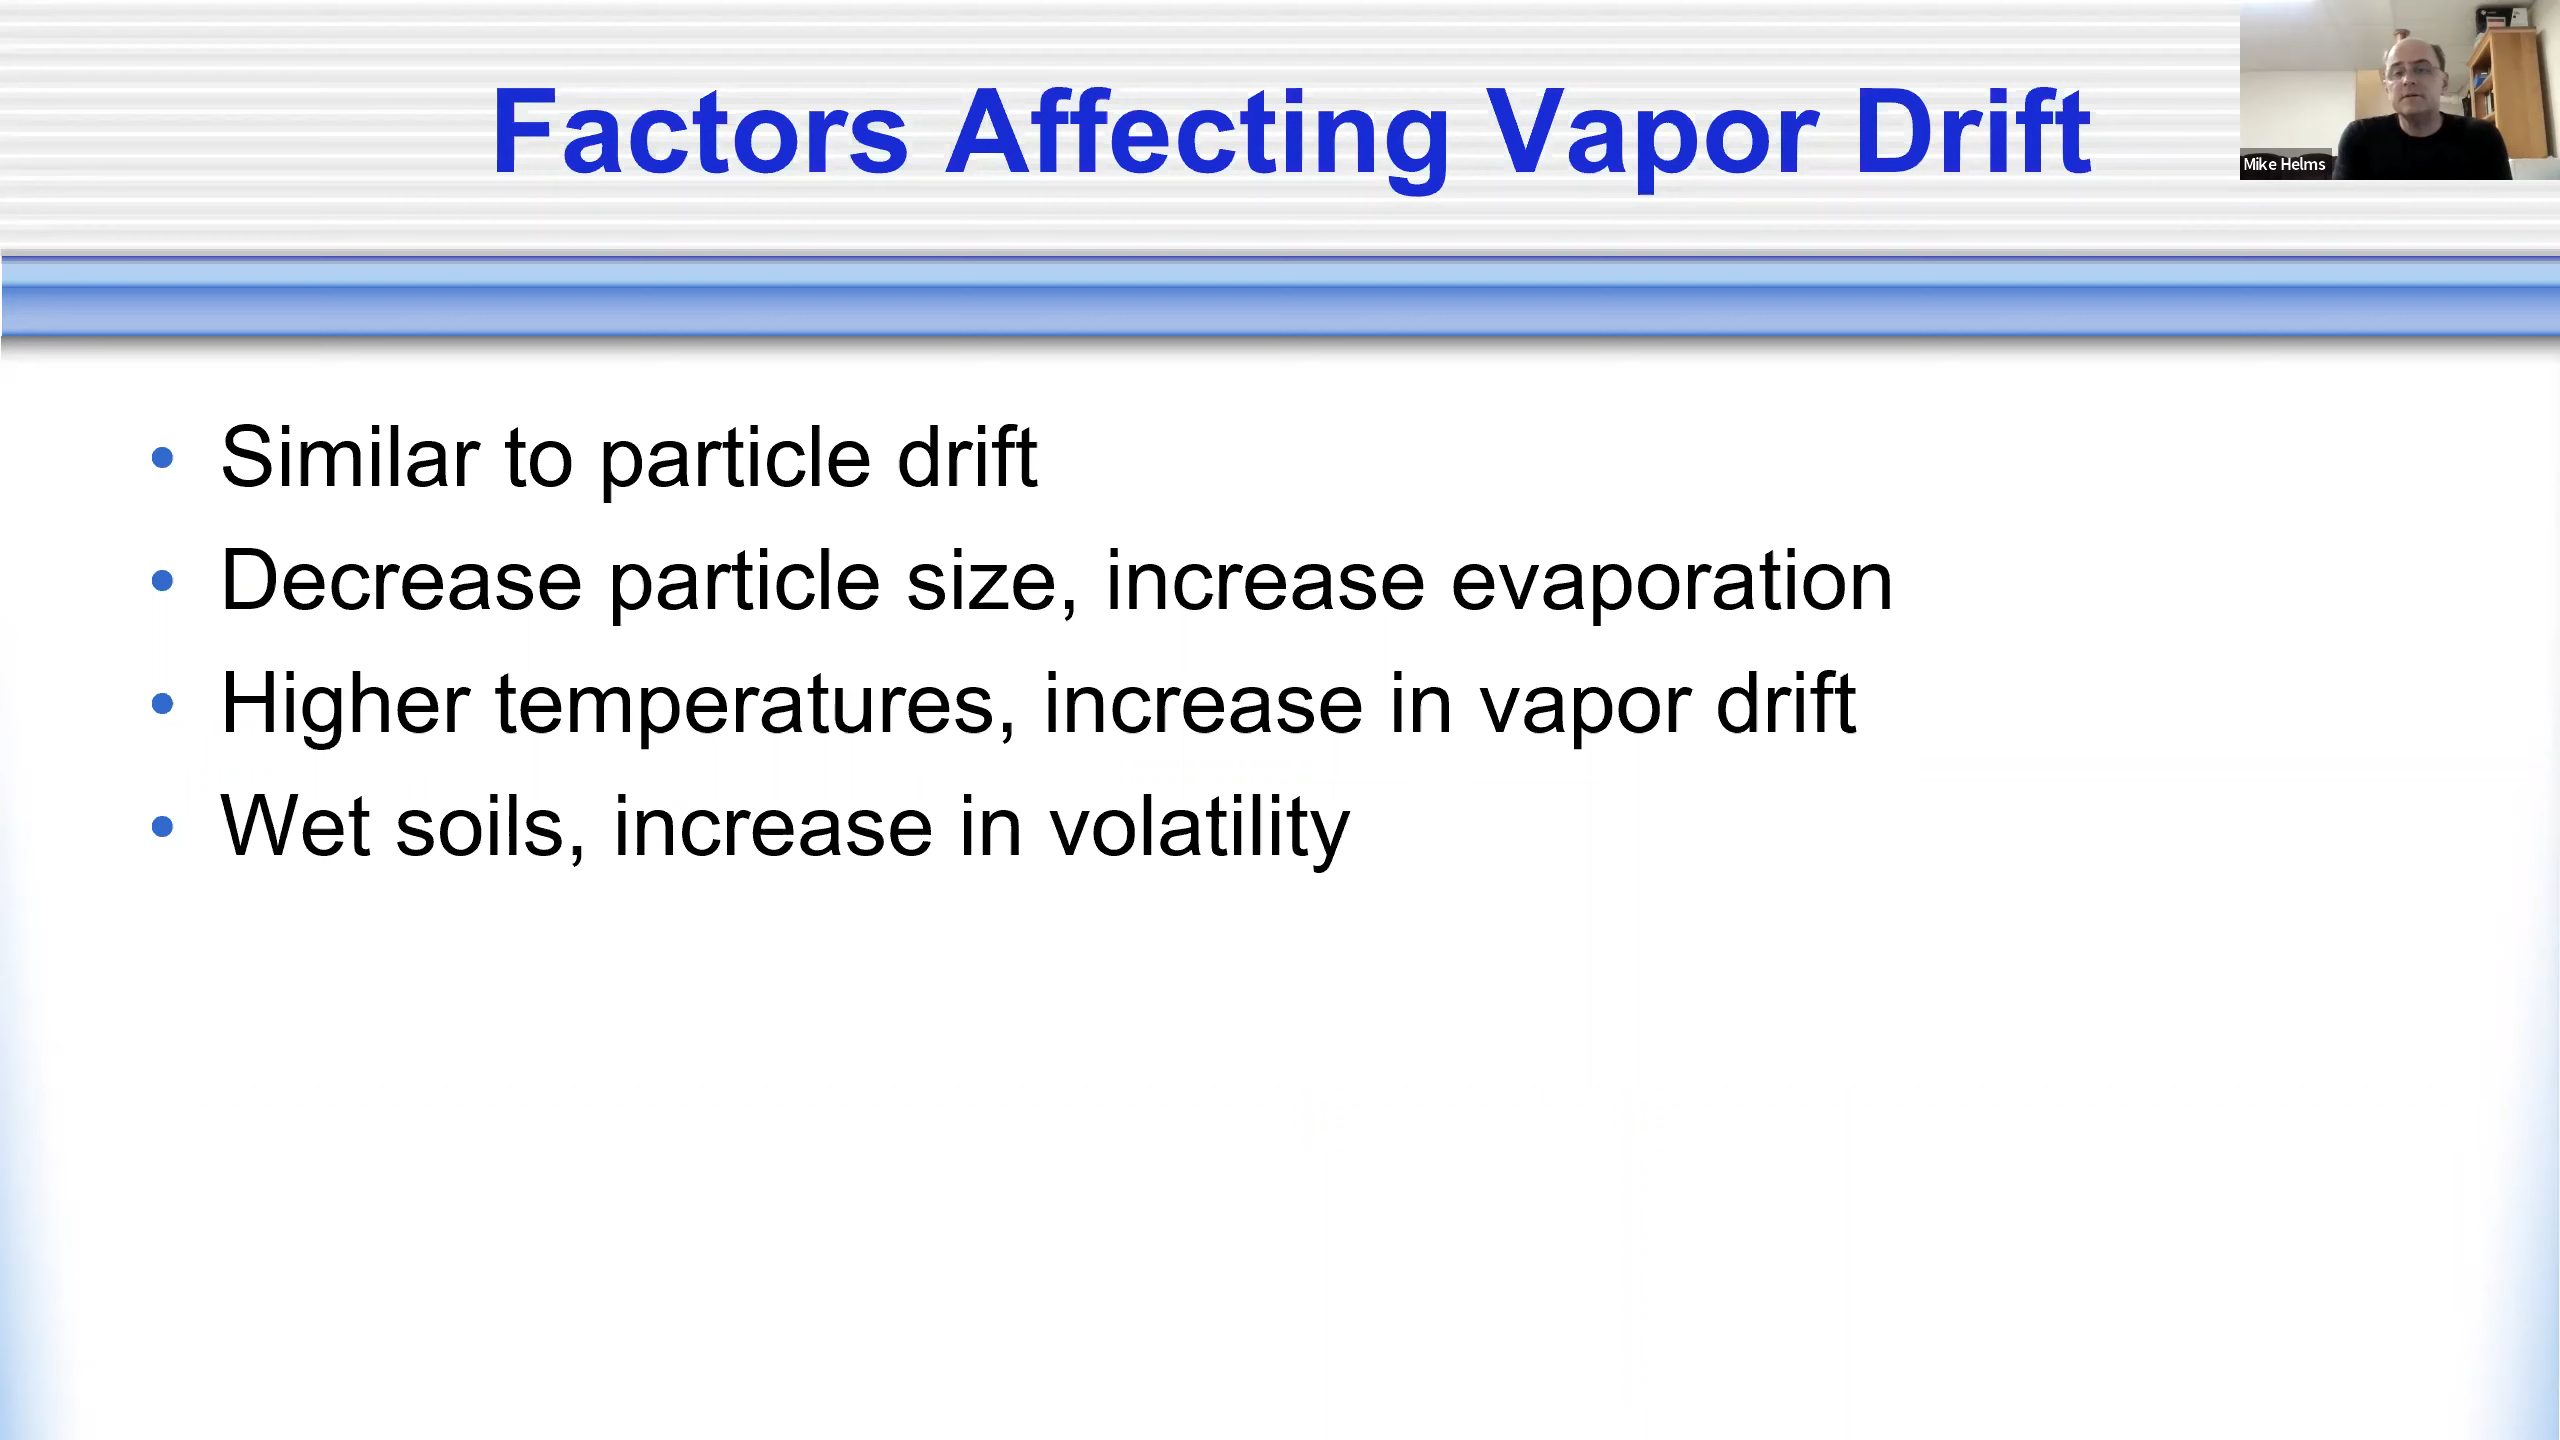 Factors Affecting Vapor Drift
Mike Helms
• Similar to particle drift
• Decrease particle size, increase evaporation
• Higher temperatures, increase in vapor drift
• Wet soils, increase in volatility